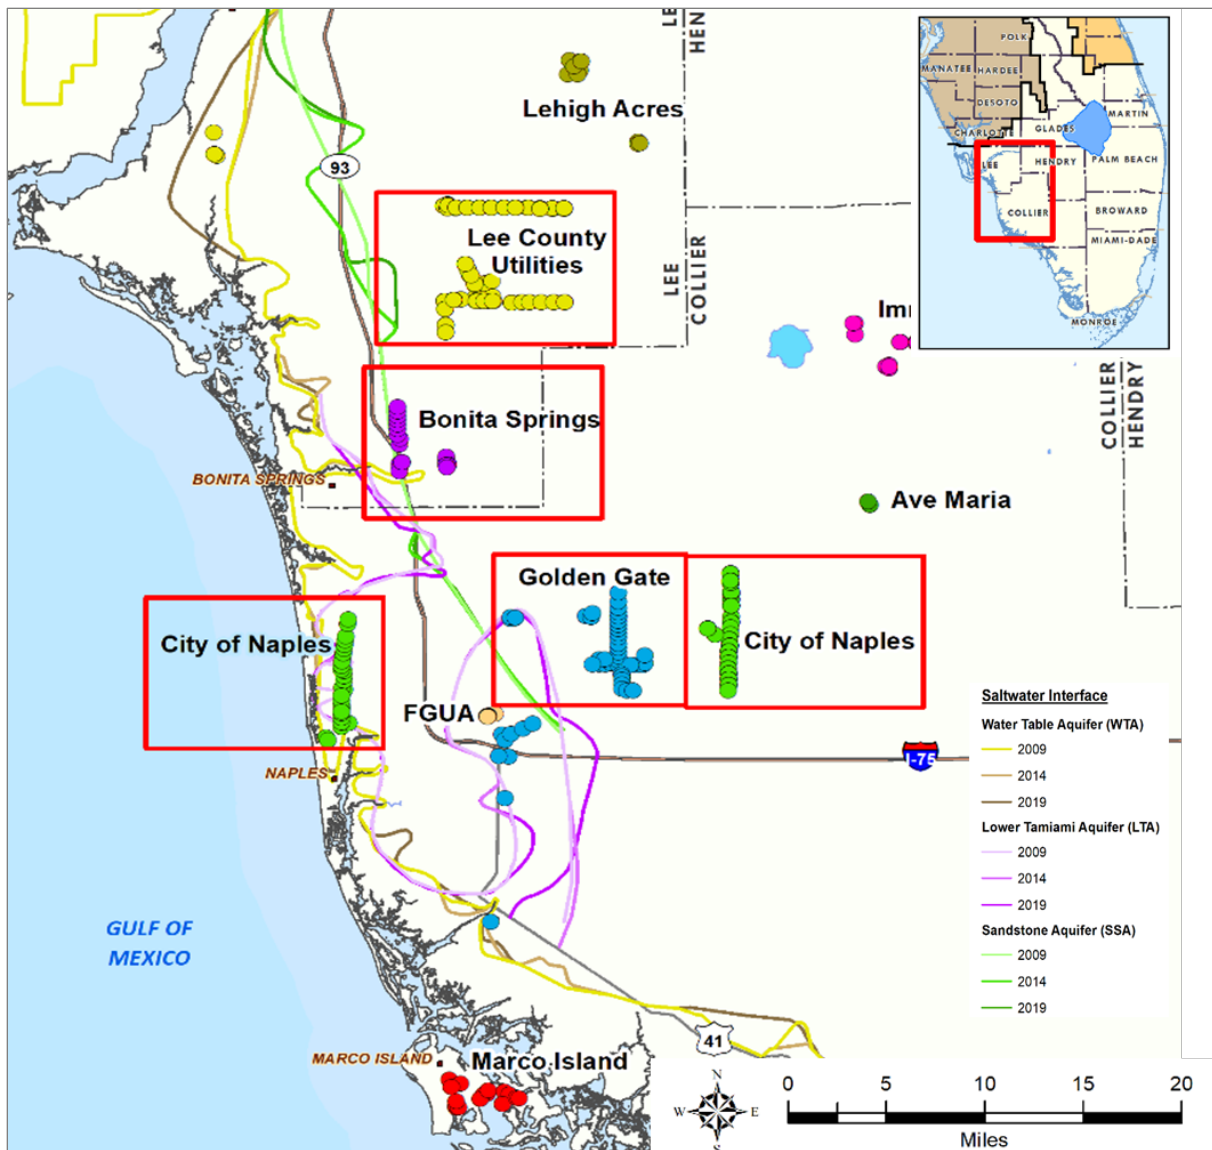 LEE
HEN
POLK
MANATEE
HARDEE
DESOTO
MARTIN
CHARLOTTE
GLADES
LEE
HENDRY
PALM BEACH
COLLIER
BROWARD
MIAMI-DADE
MONROE
Lehigh Acres
93
Lee County
Utilities
LEE
COLLIER
Imr
Bonita Springs
COLLIER
HENDRY
BONITA SPRINGS
Ave Maria
Golden Gate
City of Naples
City of Naples
FGUA
NAPLES
I-75
Saltwater Interface
Water Table Aquifer (WTA)
2009
2014
2019
Lower Tamiami Aquifer (LTA)
2009
2014
2019
Sandstone Aquifer (SSA)
2009
2014
2019
GULF OF
MEXICO
41
MARCO ISLAND
Marco Island
N
W
E
S
0 5 10 15 20
Miles